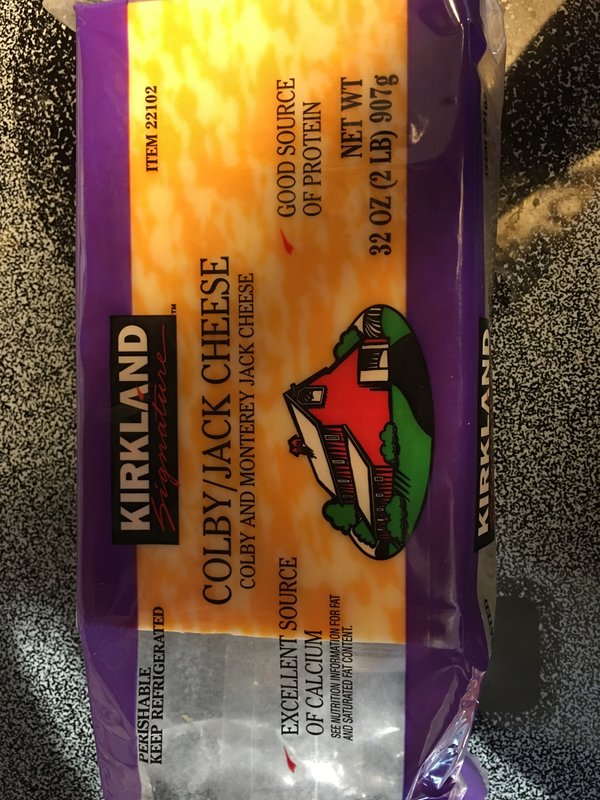 KIRKLAND
Signature™
ITEM 22102
PERISHABLE
KEEP REFRIGERATED
COLBY/JACK CHEESE
COLBY AND MONTEREY JACK CHEESE
EXCELLENT SOURCE
OF CALCIUM
SEE NUTRITION INFORMATION FOR FAT
AND SATURATED FAT CONTENT.
GOOD SOURCE
OF PROTEIN
NET WT
32 OZ (2 LB) 907g
KIRKLAND